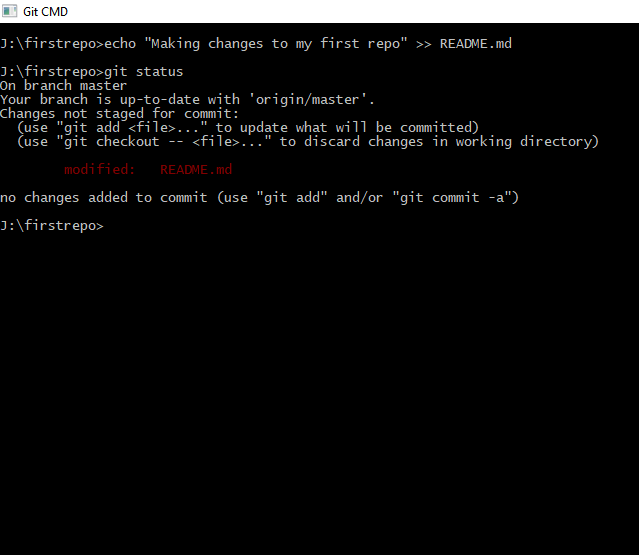 Git CMD
J:\firstrepo>echo "Making changes to my first repo" >> README.md
J:\firstrepo>git status
On branch master
Your branch is up-to-date with 'origin/master'.
Changes not staged for commit:
  (use "git add <file>..." to update what will be committed)
  (use "git checkout -- <file>..." to discard changes in working directory)
        modified:   README.md
no changes added to commit (use "git add" and/or "git commit -a")
J:\firstrepo>